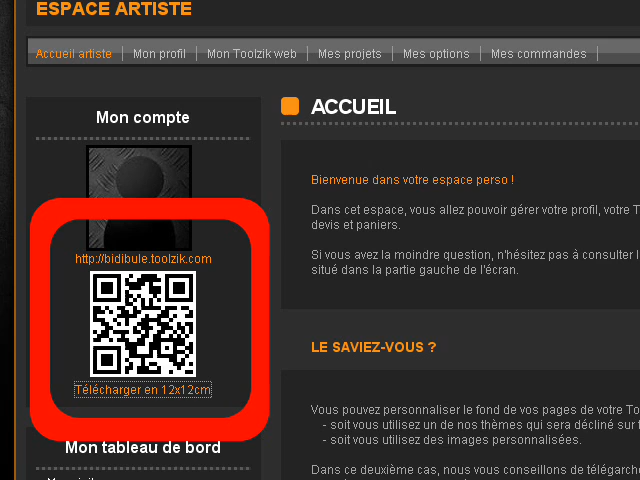 ESPACE ARTISTE
Accueil artiste
Mon profil
Mon Toolzik web
Mes projets
Mes options
Mes commandes
Mon compte
http://bidibule.toolzik.com
Télécharger en 12x12cm
Mon tableau de bord
ACCUEIL
Bienvenue dans votre espace perso !
Dans cet espace, vous allez pouvoir gérer votre profil, votre T
devis et paniers.
Si vous avez la moindre question, n'hésitez pas à consulter l
situé dans la partie gauche de l'écran.
LE SAVIEZ-VOUS ?
Vous pouvez personnaliser le fond de vos pages de votre To
- soit vous utilisez un de nos thèmes qui sera décliné sur
- soit vous utilisez des images personnalisées.
Dans ce deuxième cas, nous vous conseillons de télégarch